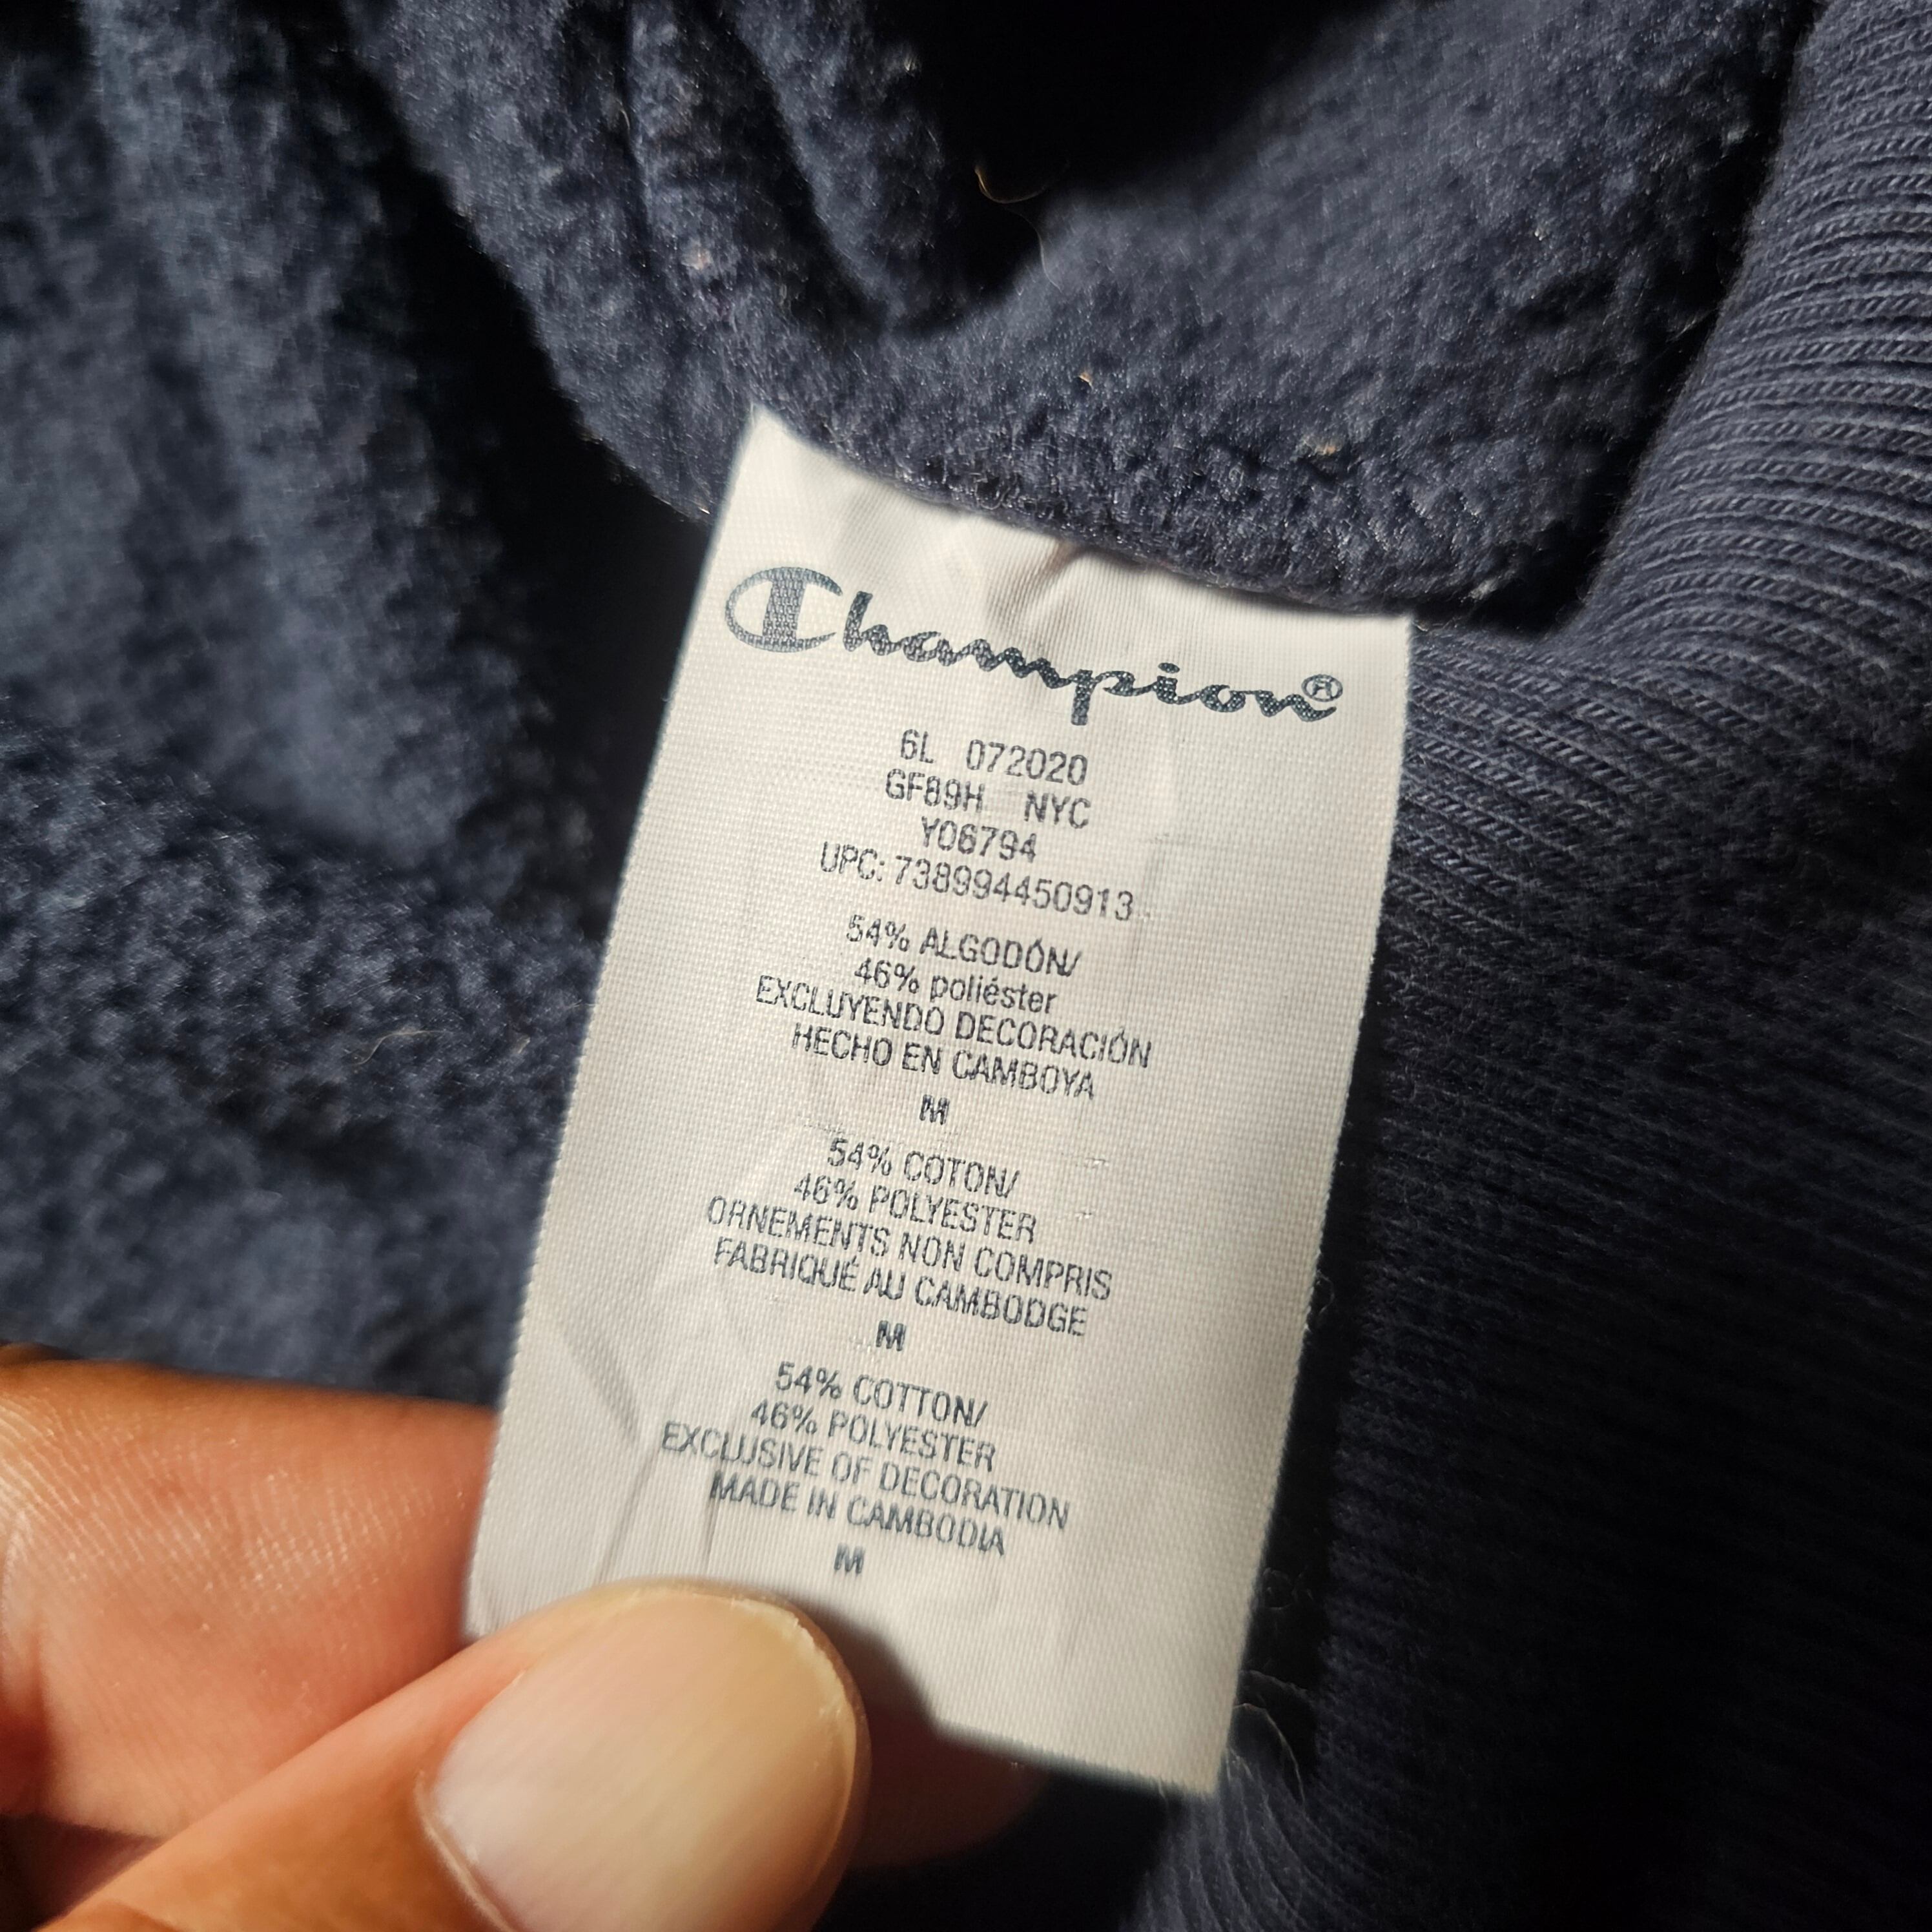 Champion®
6L 072020
GF89H NYC
Y06794
UPC: 738994450913
54% ALGODÓN/
46% poliéster
EXCLUYENDO DECORACIÓN
HECHO EN CAMBOYA
M
54% COTON/
46% POLYESTER
ORNEMENTS NON COMPRIS
FABRIQUÉ AU CAMBODGE
M
54% COTTON/
46% POLYESTER
EXCLUSIVE OF DECORATION
MADE IN CAMBODIA
M